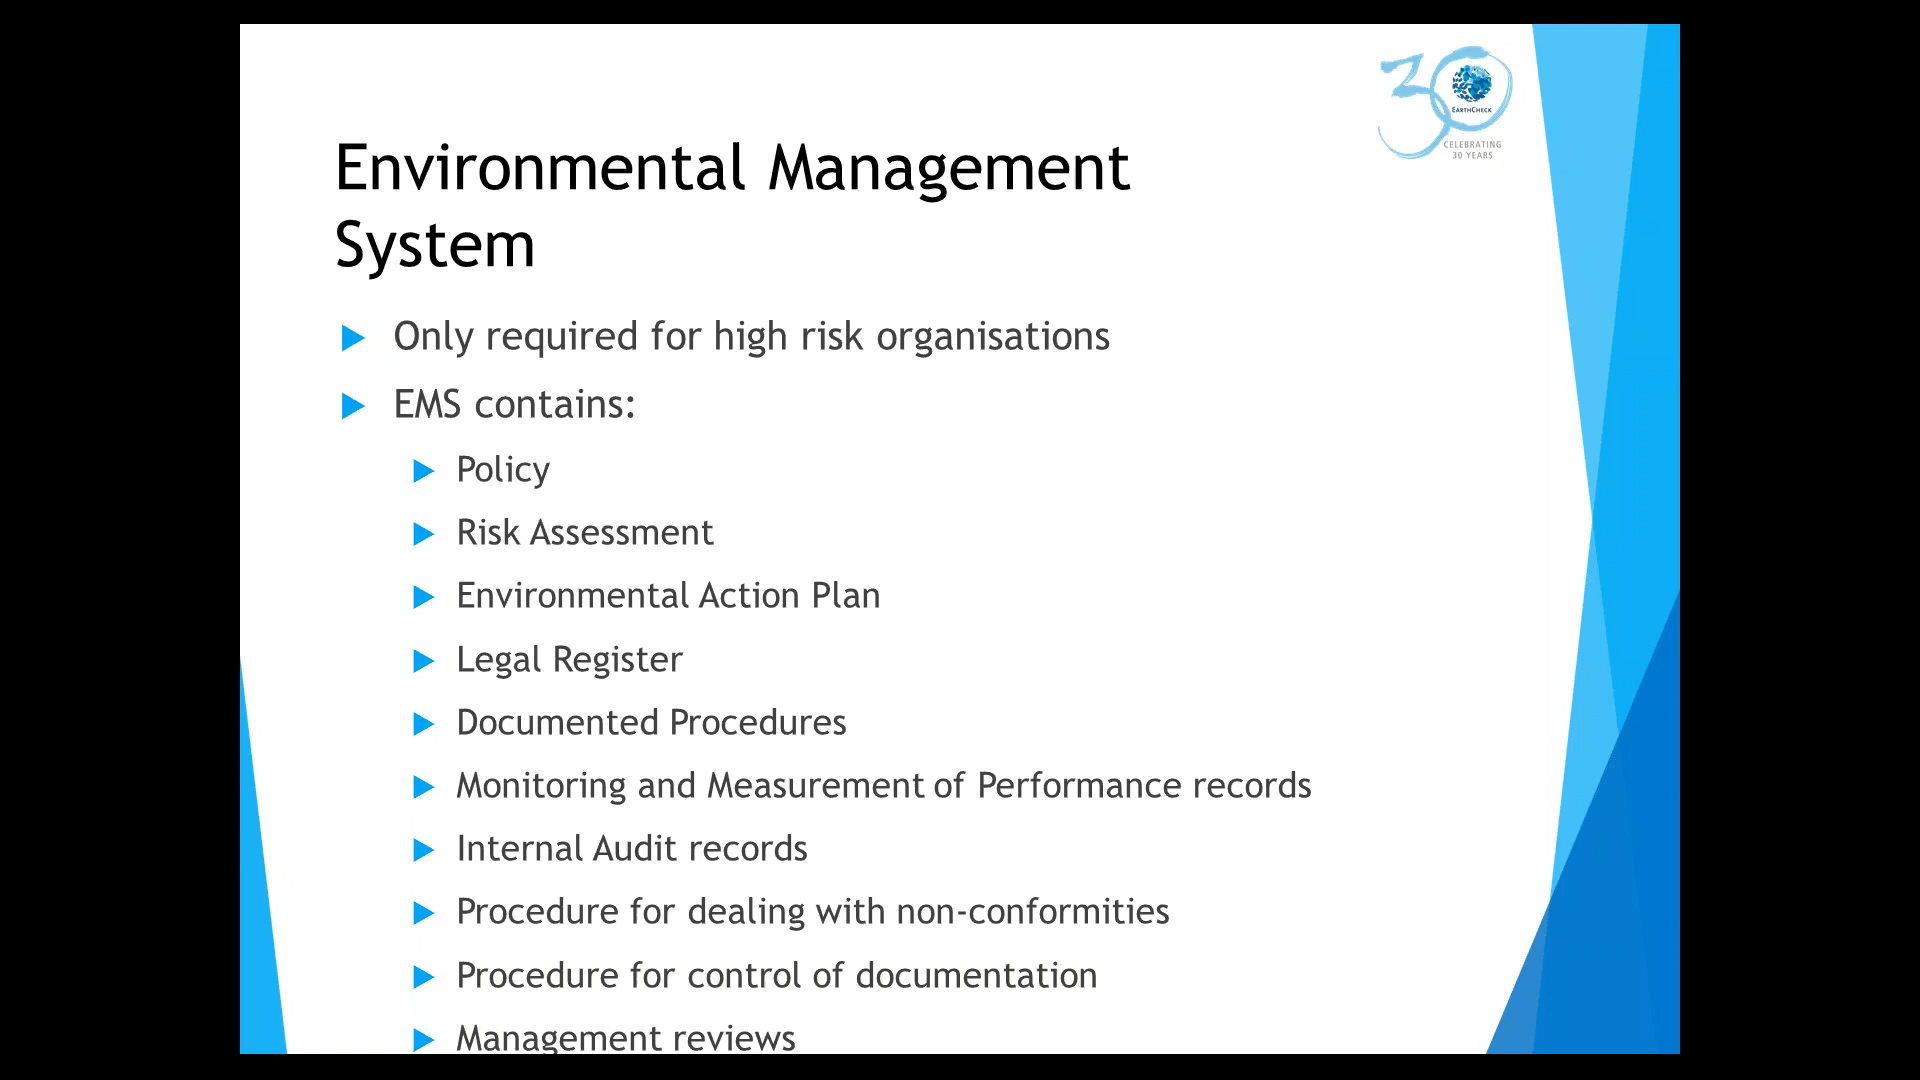 30
EARTHCHECK
CELEBRATING
30 YEARS
Environmental Management
System
Only required for high risk organisations
EMS contains:
Policy
Risk Assessment
Environmental Action Plan
Legal Register
Documented Procedures
Monitoring and Measurement of Performance records
Internal Audit records
Procedure for dealing with non-conformities
Procedure for control of documentation
Management reviews